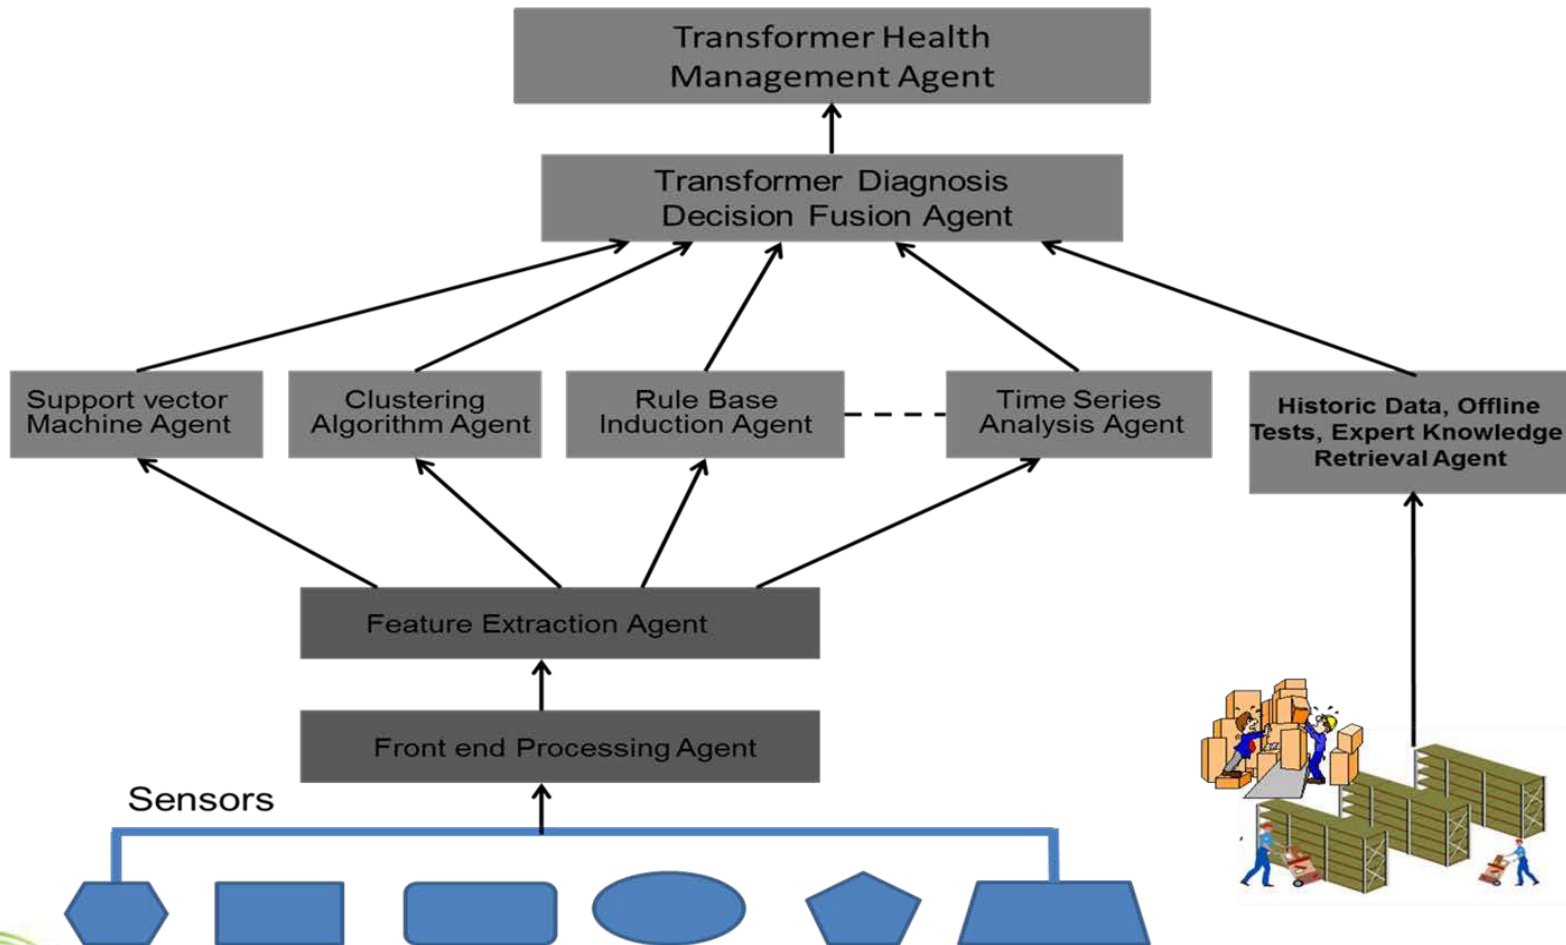 Transformer Health
Management Agent
Transformer Diagnosis
Decision Fusion Agent
Support vector
Machine Agent
Clustering
Algorithm Agent
Rule Base
Induction Agent
Time Series
Analysis Agent
Historic Data, Offline
Tests, Expert Knowledge
Retrieval Agent
Feature Extraction Agent
Front end Processing Agent
Sensors